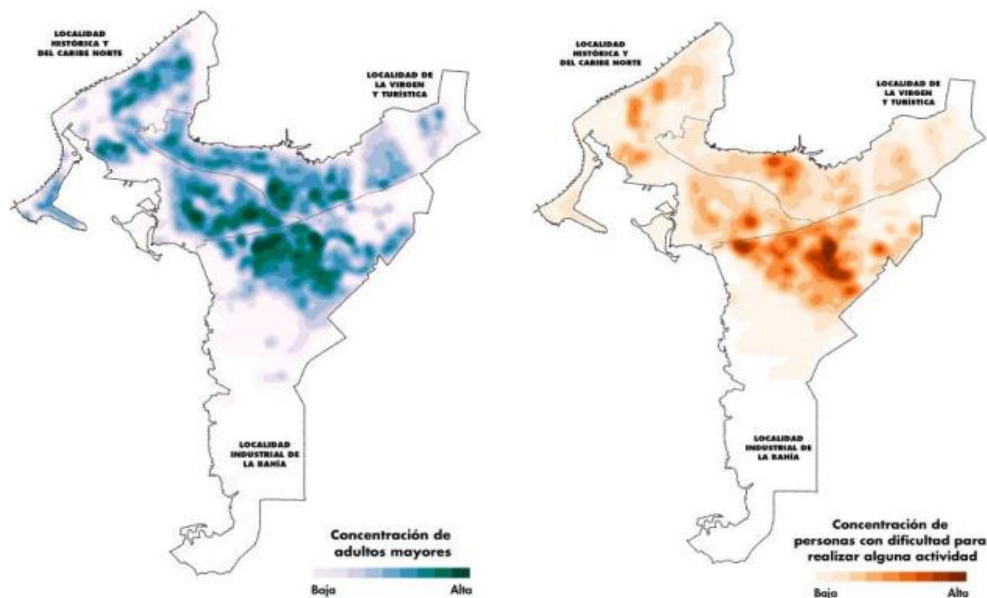 LOCALIDAD
HISTÓRICA Y
DEL CARIBE NORTE
LOCALIDAD DE
LA VIRGEN
Y TURÍSTICA
LOCALIDAD
INDUSTRIAL DE
LA BAHÍA
Concentración de
adultos mayores
Baja Alta
LOCALIDAD
HISTÓRICA Y
DEL CARIBE NORTE
LOCALIDAD DE
LA VIRGEN
Y TURÍSTICA
LOCALIDAD
INDUSTRIAL DE
LA BAHÍA
Concentración de
personas con dificultad para
realizar alguna actividad
Baja Alta